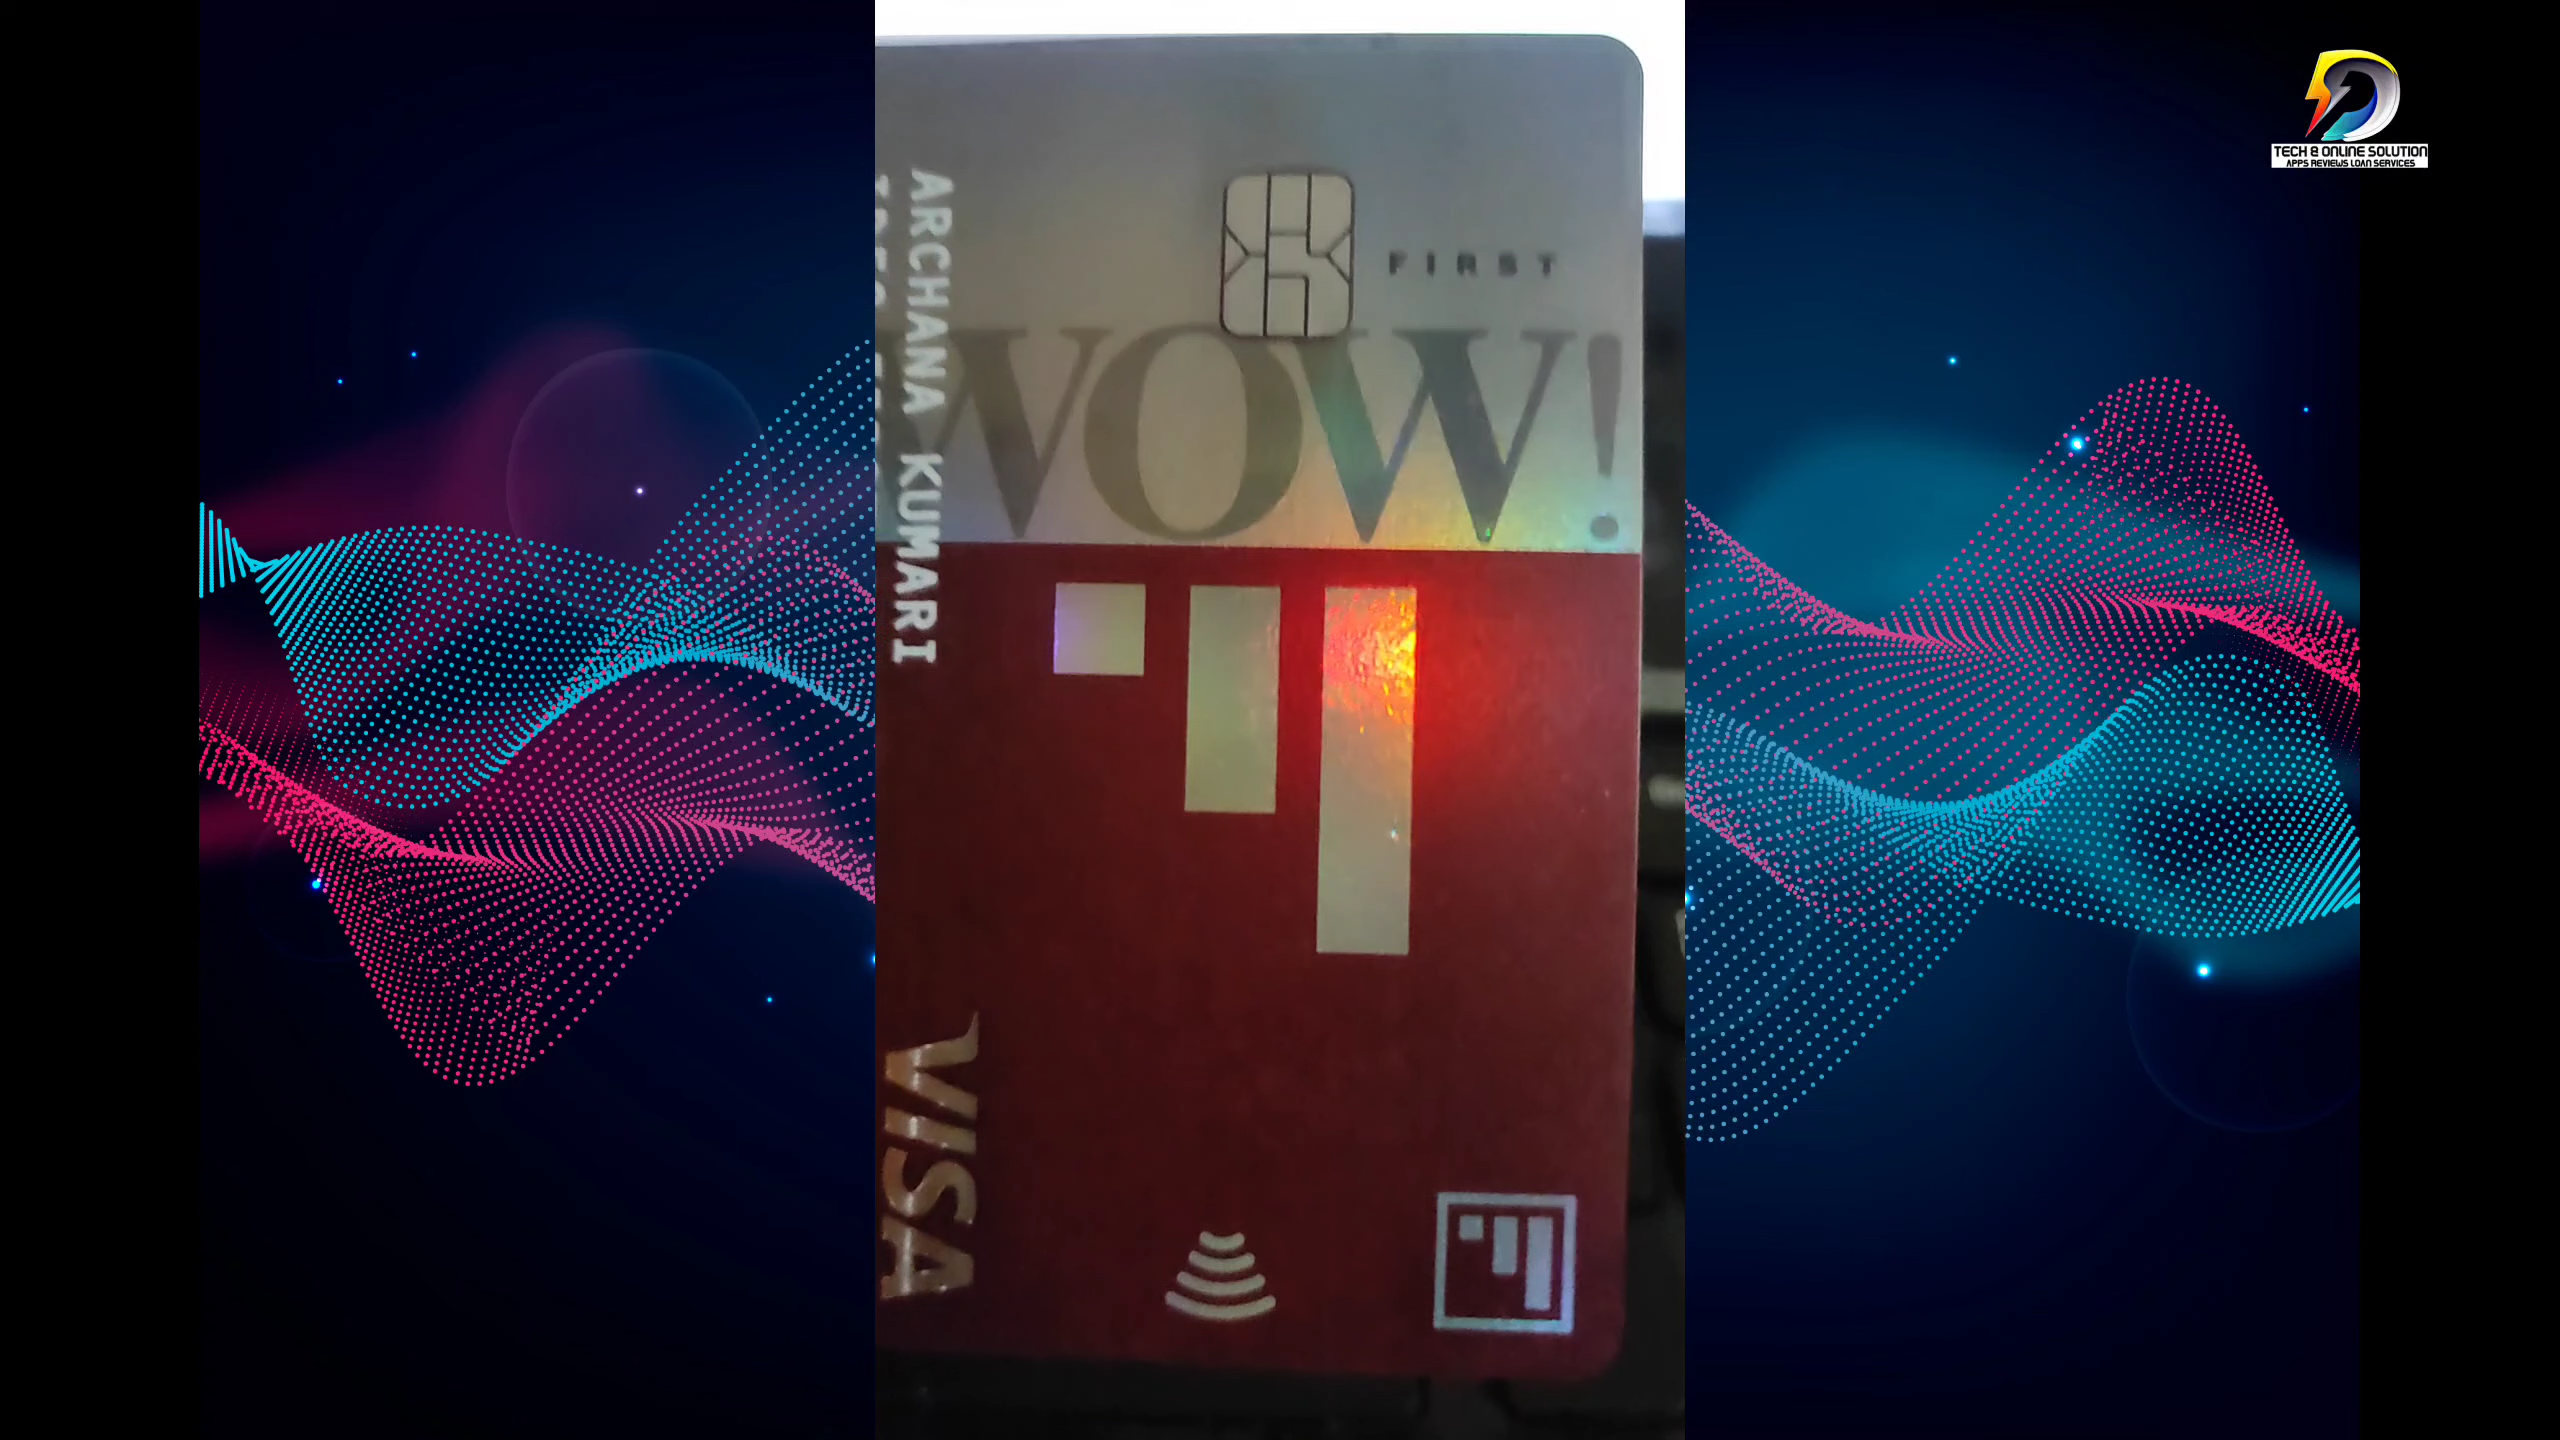 TECH & ONLINE SOLUTION
APPS REVIEWS LOAN SERVICES
FIRST
WOW!
ARCHANA KUMARI
VISA